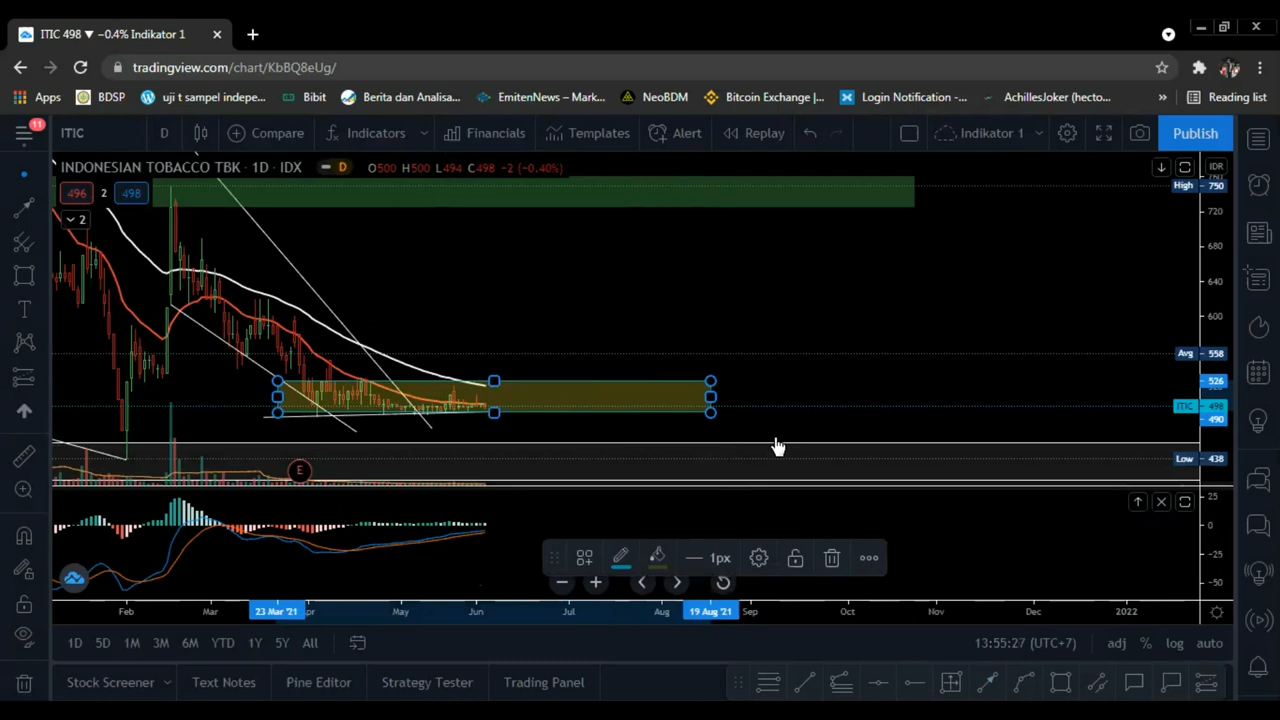 ITIC 498 ▼ −0.4% Indikator 1
tradingview.com/chart/KbBQ8eUg/
Apps BDSP uji t sampel indepe... Bibit Berita dan Analisa... EmitenNews – Mark... NeoBDM Bitcoin Exchange |... Login Notification -... AchillesJoker (hecto... » Reading list
11
ITIC D Compare Indicators Financials Templates Alert Replay Indikator 1 Publish
INDONESIAN TOBACCO TBK · 1D · IDX D O500 H500 L494 C498 −2 (−0.40%) IDR
496 2 498
High 750
2
720
680
640
600
Avg 558
526
ITIC 498
490
Low 438
E
25
0
−25
1px
−50
Feb Mar 23 Mar '21 pr May Jun Jul Aug 19 Aug '21 Sep Oct Nov Dec 2022
1D 5D 1M 3M 6M YTD 1Y 5Y All 13:55:27 (UTC+7) adj % log auto
Stock Screener Text Notes Pine Editor Strategy Tester Trading Panel